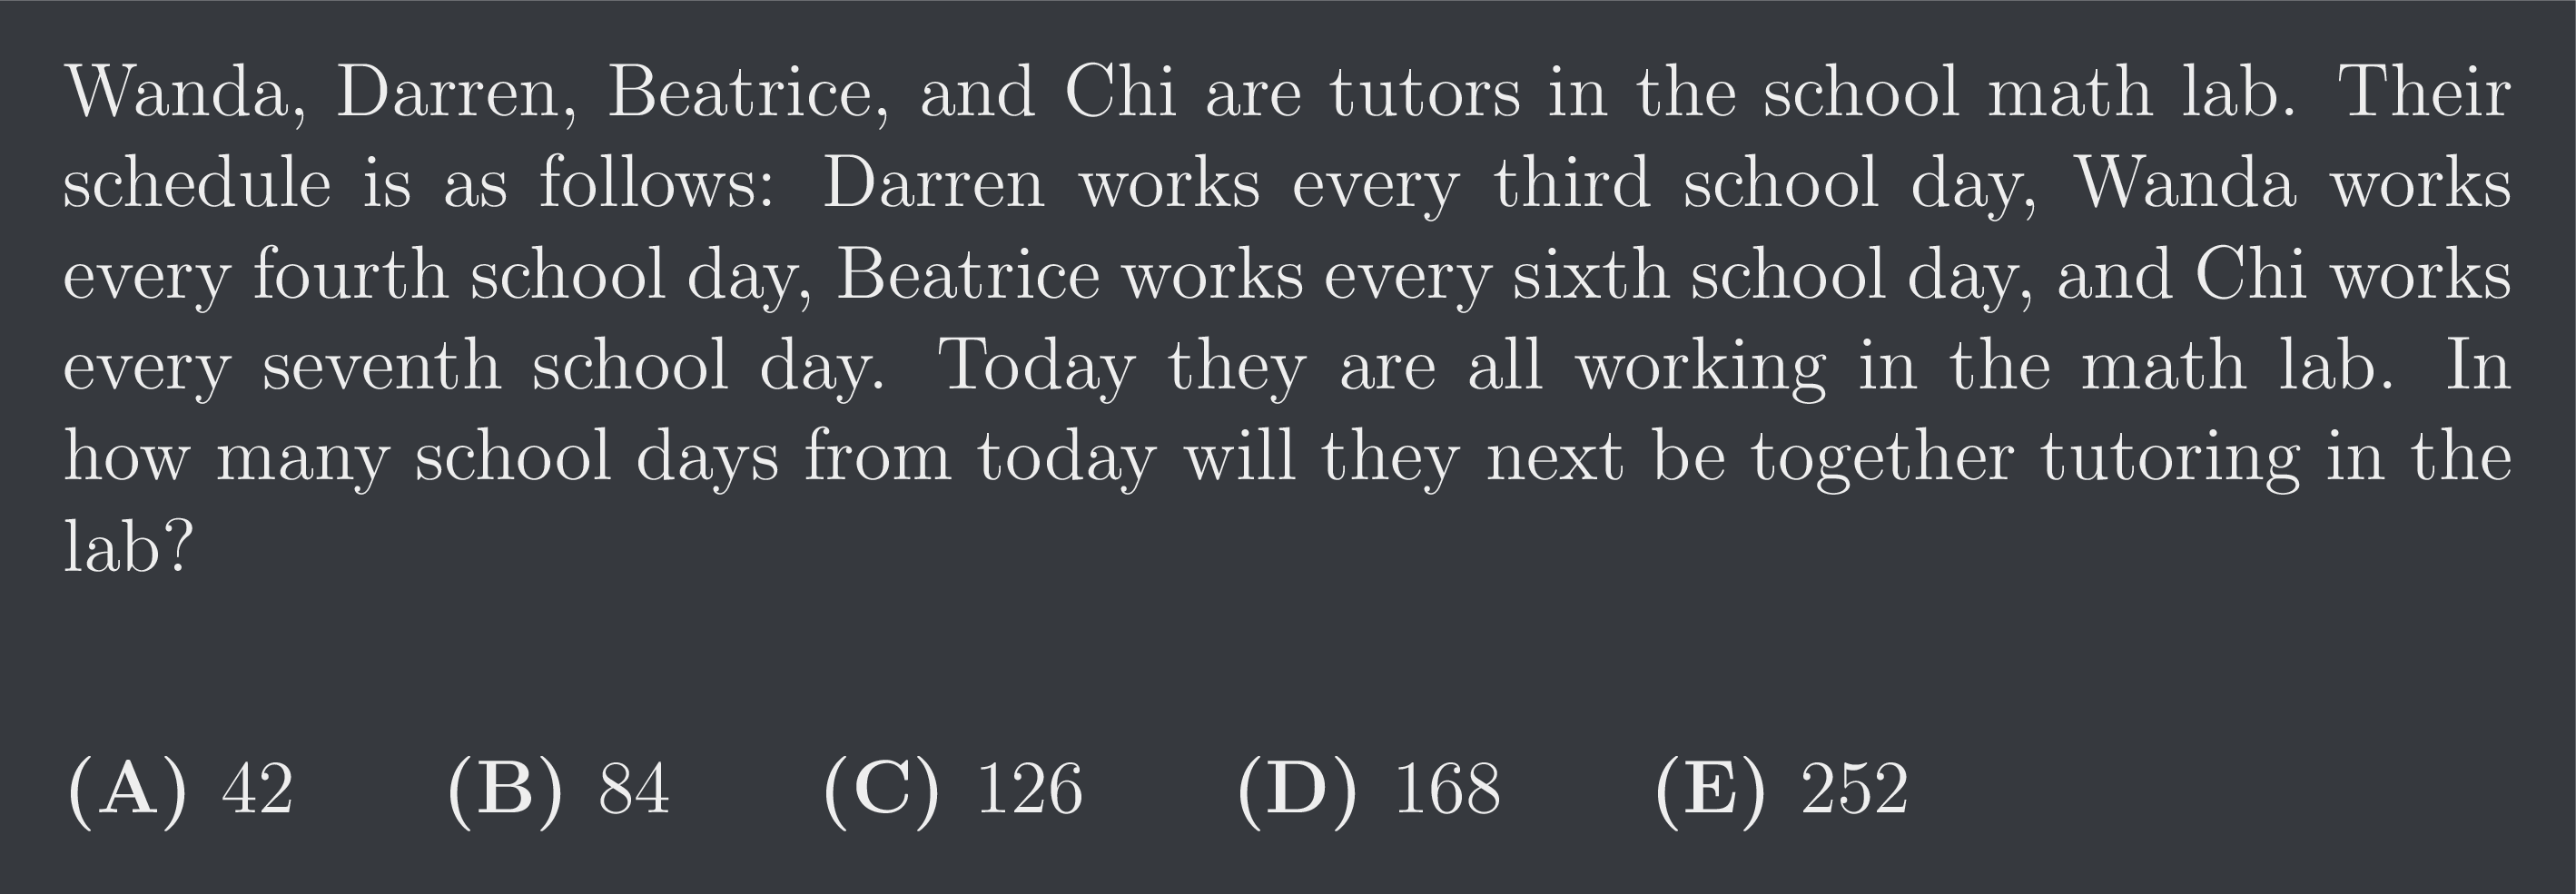 Wanda, Darren, Beatrice, and Chi are tutors in the school math lab. Their
schedule is as follows: Darren works every third school day, Wanda works
every fourth school day, Beatrice works every sixth school day, and Chi works
every seventh school day. Today they are all working in the math lab. In
how many school days from today will they next be together tutoring in the
lab?
(A) 42 (B) 84 (C) 126 (D) 168 (E) 252